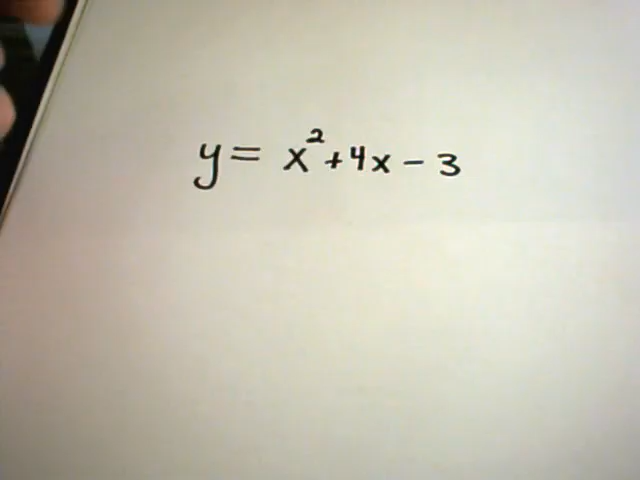 y = x² + 4x - 3